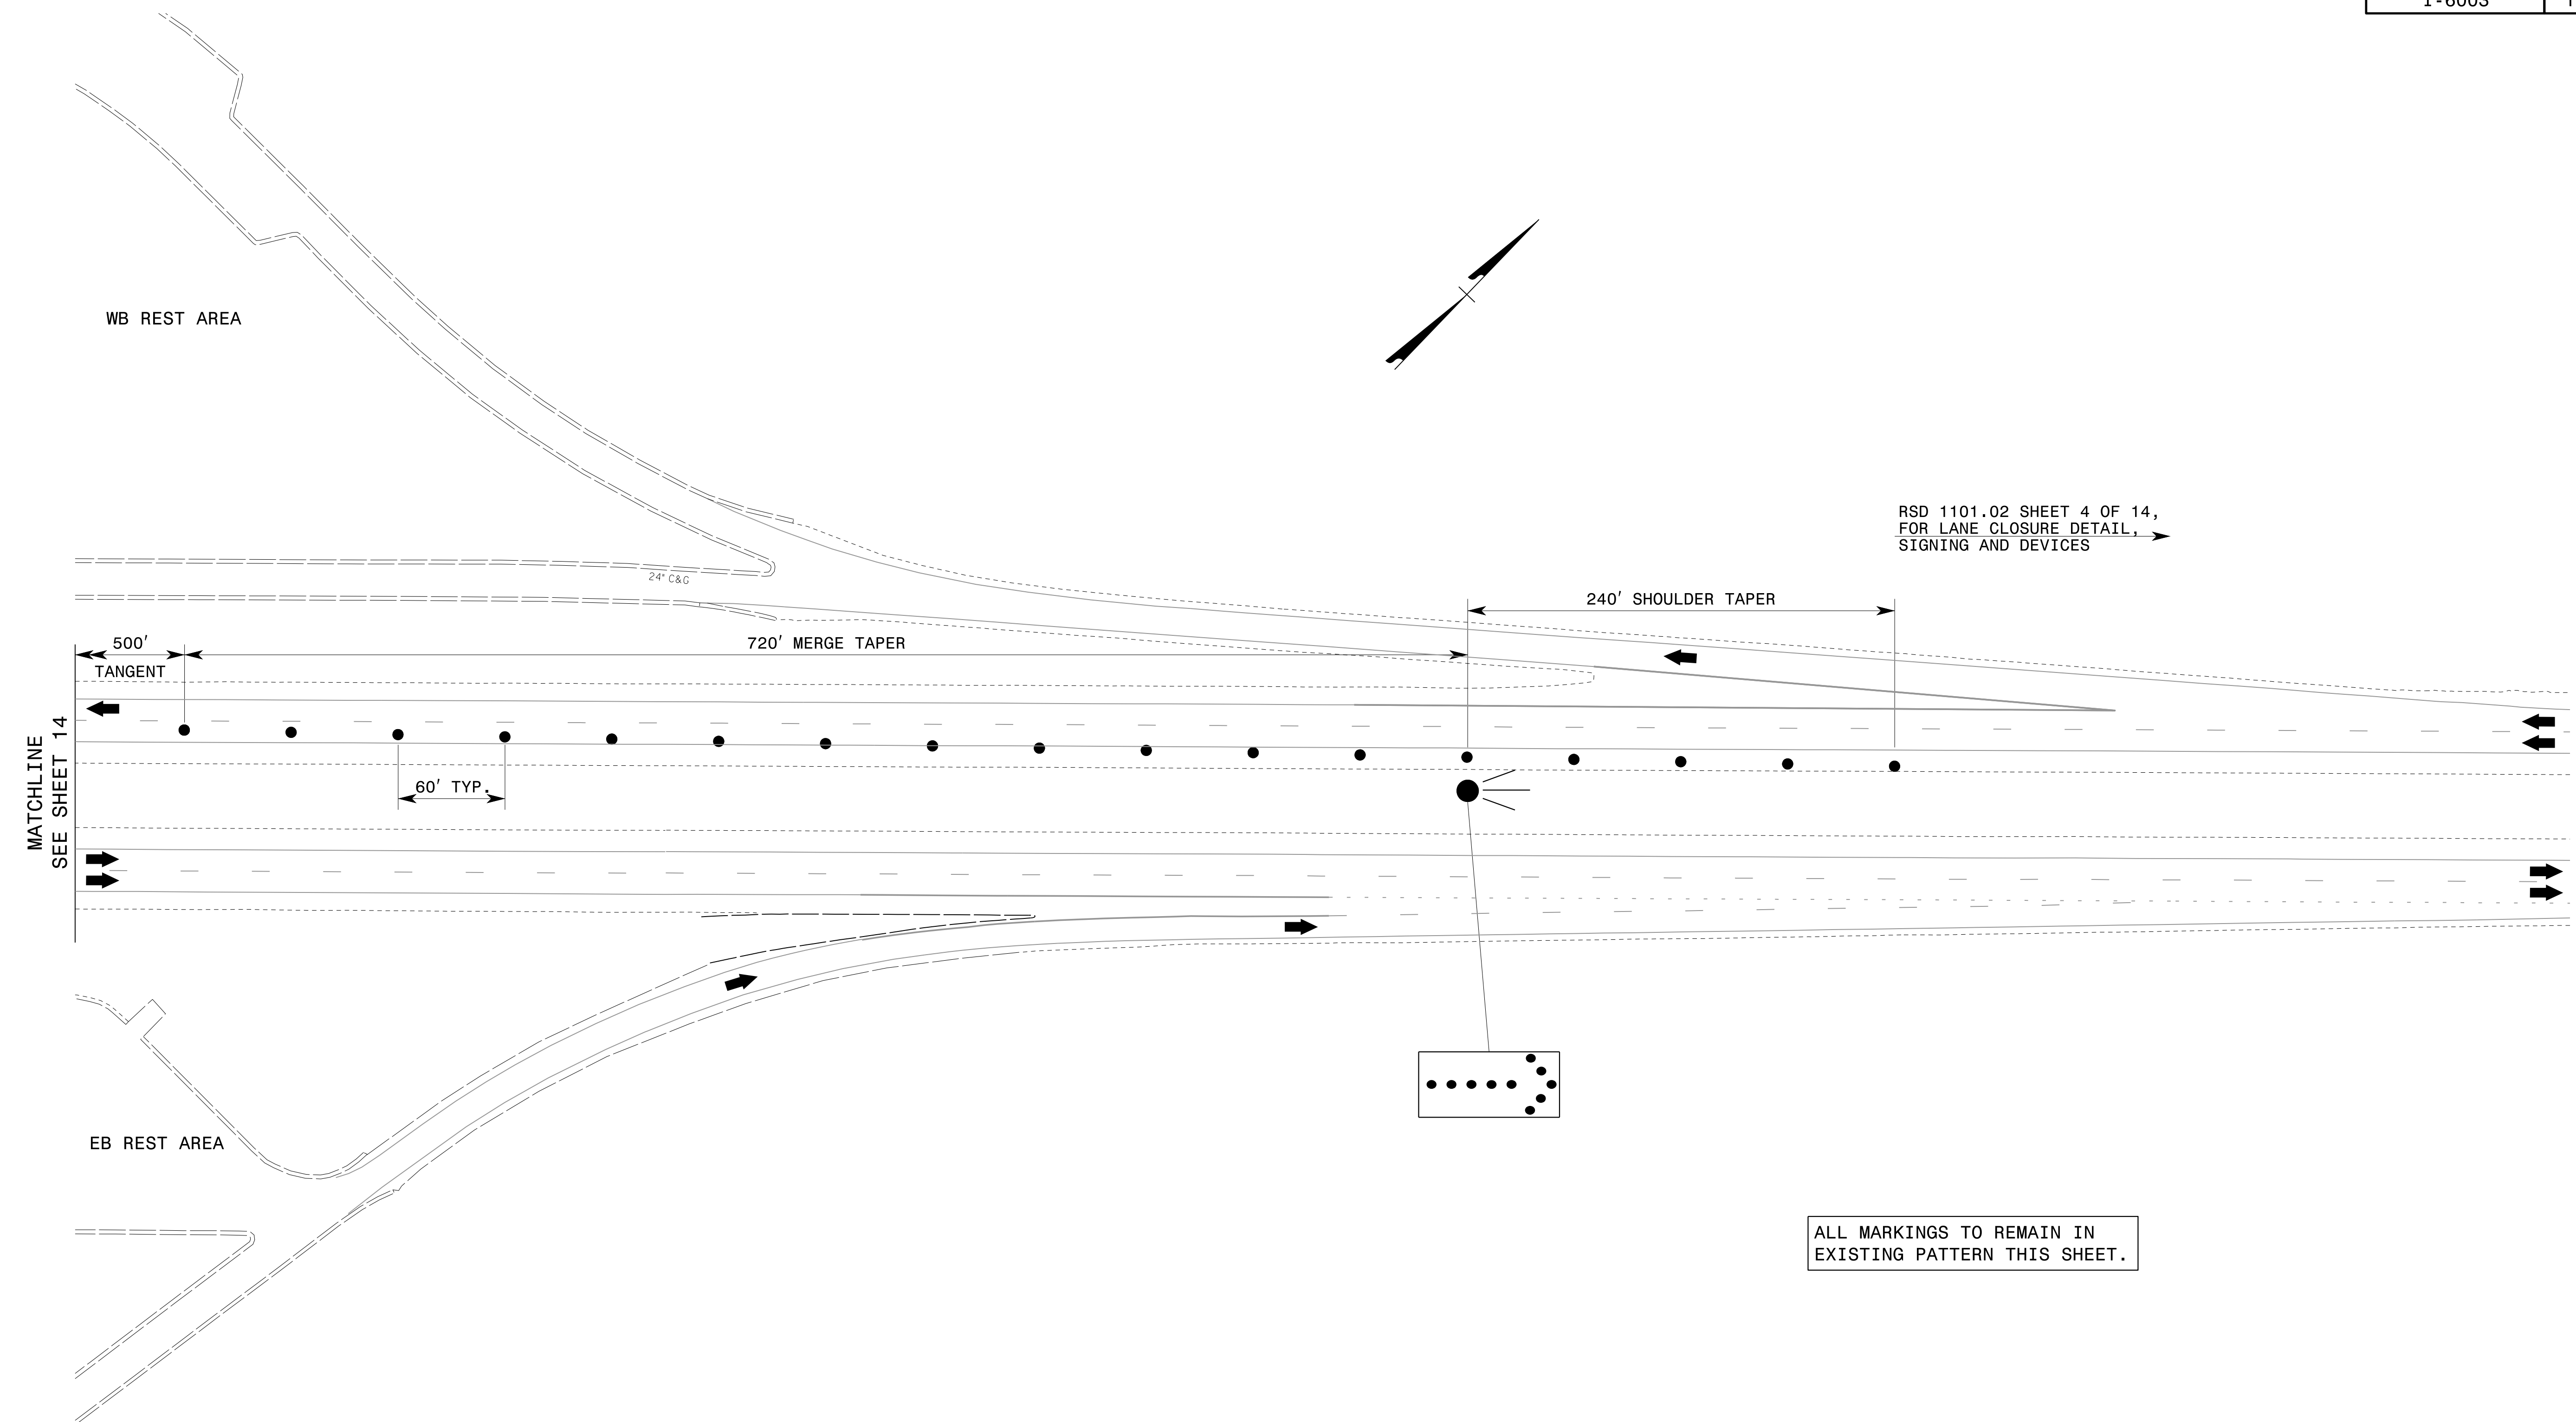 I-6003
WB REST AREA
RSD 1101.02 SHEET 4 OF 14,
FOR LANE CLOSURE DETAIL,
SIGNING AND DEVICES
24" C&G
240' SHOULDER TAPER
500'
TANGENT
720' MERGE TAPER
60' TYP.
MATCHLINE
SEE SHEET 14
EB REST AREA
ALL MARKINGS TO REMAIN IN
EXISTING PATTERN THIS SHEET.